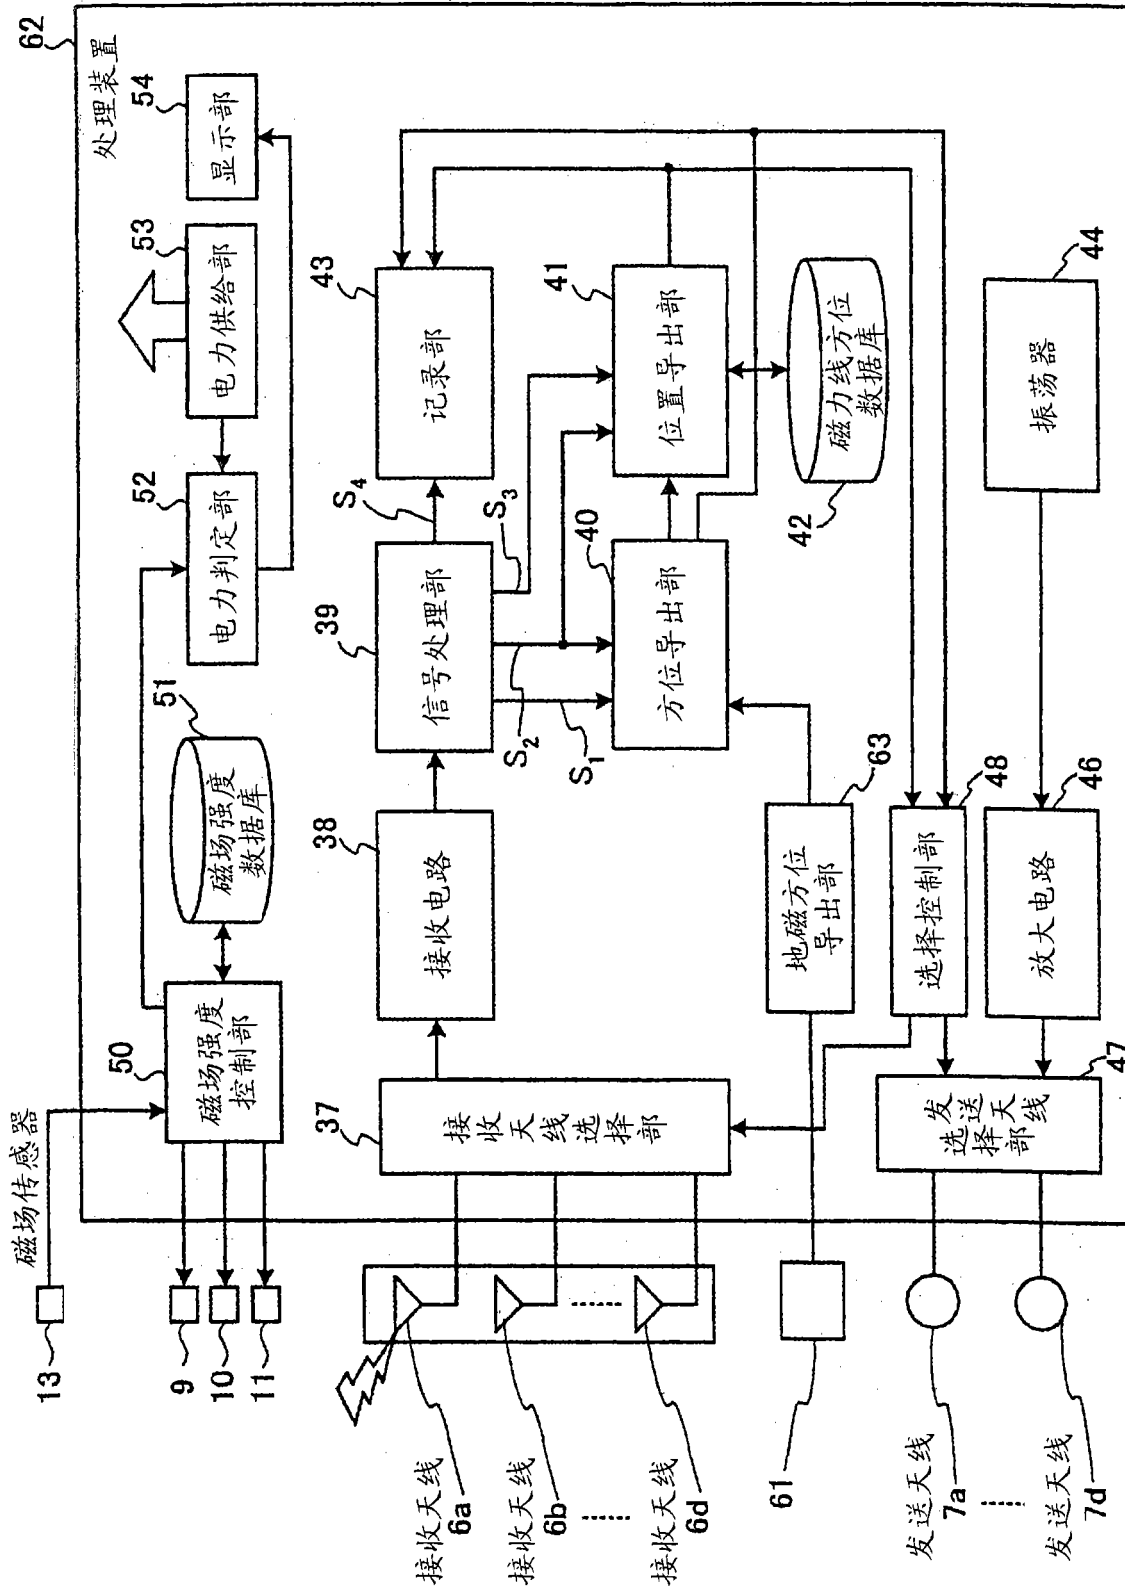 62
处理装置
磁场传感器
13
9
10
11
50
磁场强度
控制部
51
磁场强度
数据库
52
电力判定部
53
电力供给部
54
显示部
接收天线
6a
接收天线
6b
接收天线
6d
37
接收天线选择部
38
接收电路
39
信号处理部
S4
43
记录部
S3
S2
S1
40
方位导出部
41
位置导出部
42
磁力线方位
数据库
61
63
地磁方位
导出部
48
选择控制部
发送天线
7a
发送天线
7d
47
发送天线
选择部
46
放大电路
44
振荡器